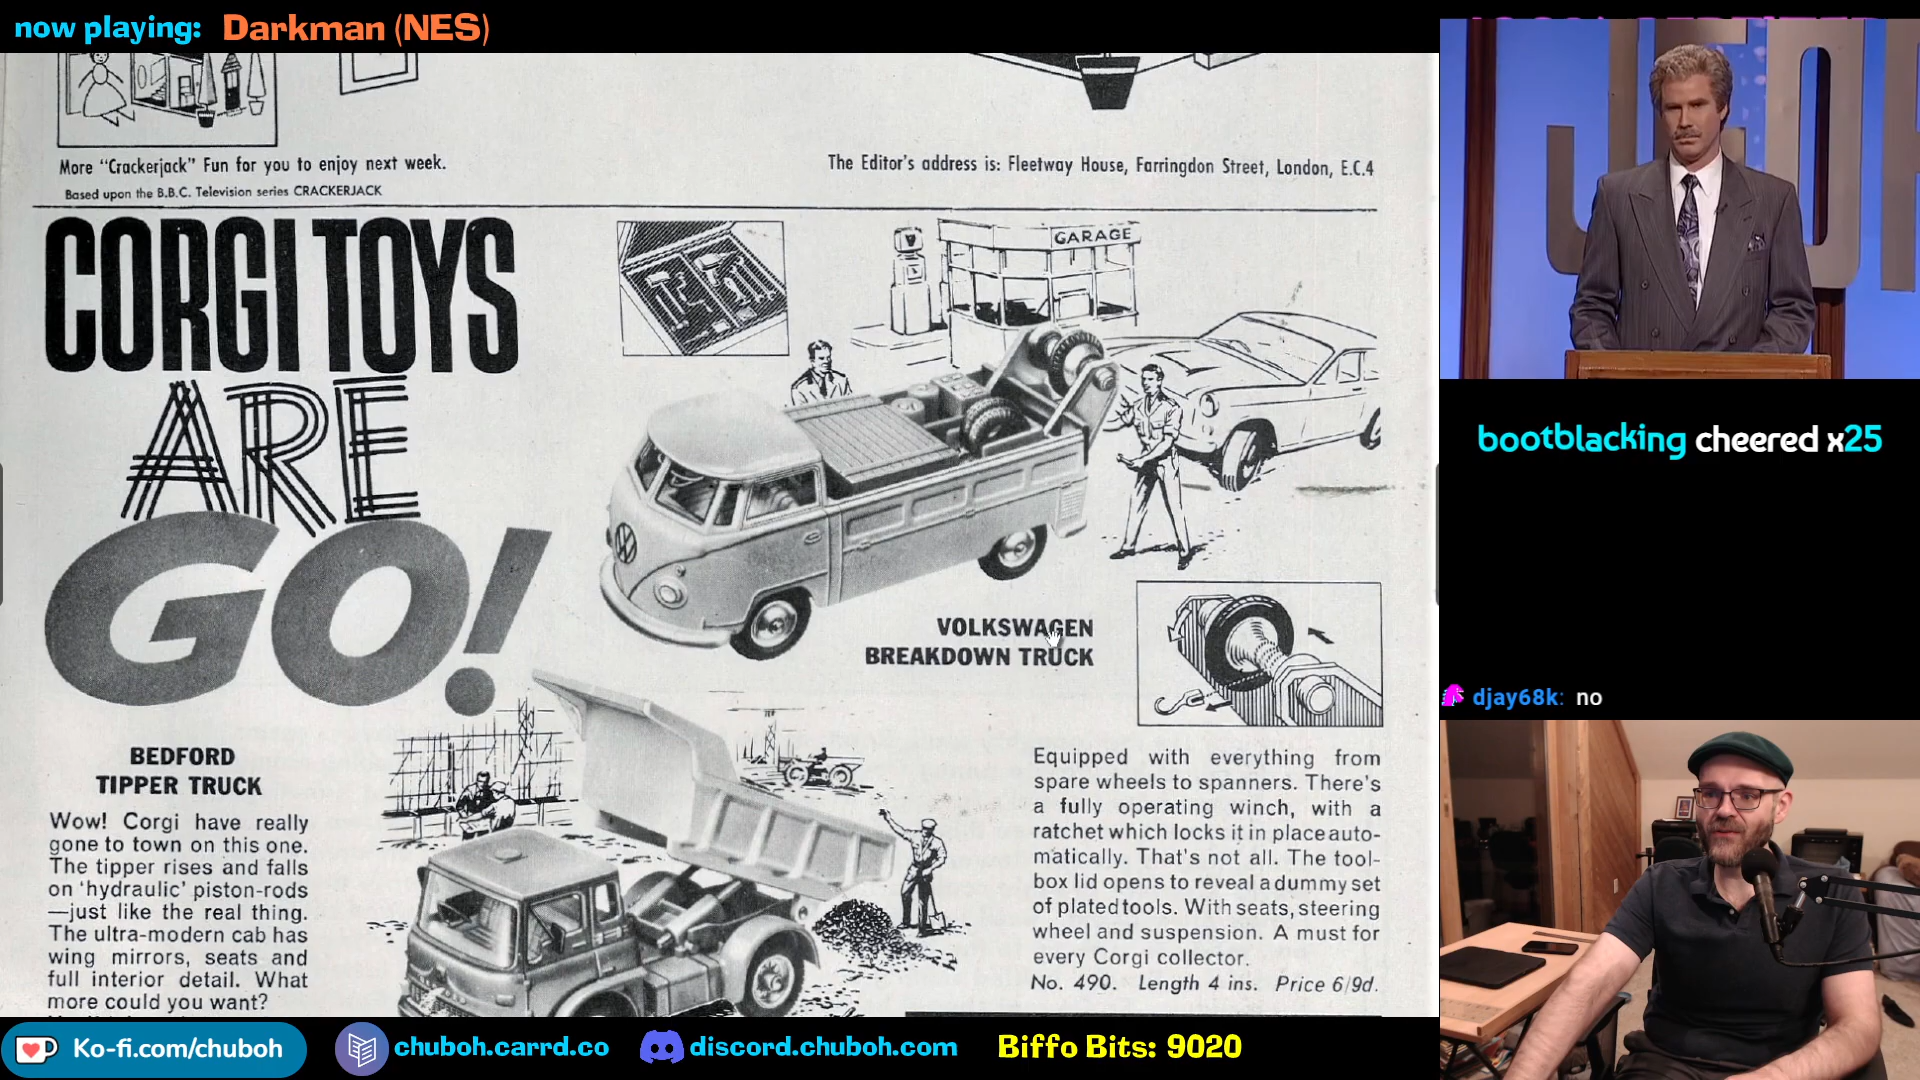 now playing: Darkman (NES)
More "Crackerjack" Fun for you to enjoy next week.
Based upon the B.B.C. Television series CRACKERJACK
The Editor's address is: Fleetway House, Farringdon Street, London, E.C.4
CORGI TOYS
ARE
GO!
GARAGE
VOLKSWAGEN
BREAKDOWN TRUCK
BEDFORD
TIPPER TRUCK
Wow! Corgi have really
gone to town on this one.
The tipper rises and falls
on 'hydraulic' piston-rods
—just like the real thing.
The ultra-modern cab has
wing mirrors, seats and
full interior detail. What
more could you want?
Equipped with everything from
spare wheels to spanners. There's
a fully operating winch, with a
ratchet which locks it in place auto-
matically. That's not all. The tool-
box lid opens to reveal a dummy set
of plated tools. With seats, steering
wheel and suspension. A must for
every Corgi collector.
No. 490. Length 4 ins. Price 6/9d.
bootblacking cheered x25
djay68k: no
Ko-fi.com/chuboh
chuboh.carrd.co
discord.chuboh.com
Biffo Bits: 9020